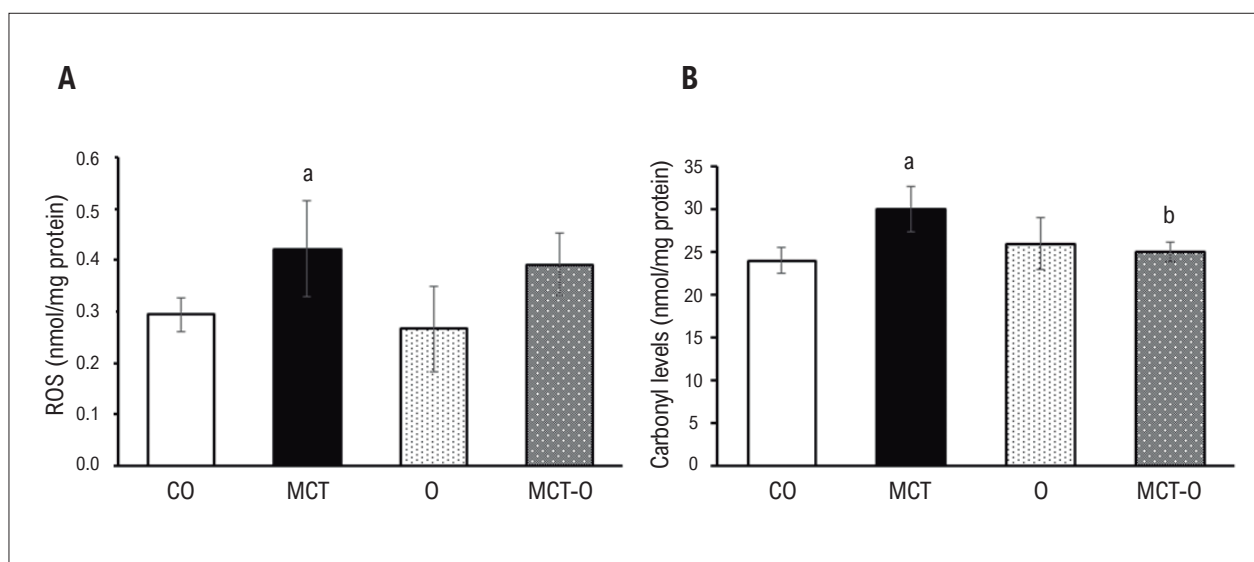 A
ROS (nmol/mg protein)
0.6
0.5
0.4
0.3
0.2
0.1
0.0
a
CO
MCT
O
MCT-O
B
Carbonyl levels (nmol/mg protein)
35
30
25
20
15
10
5
0
a
b
CO
MCT
O
MCT-O